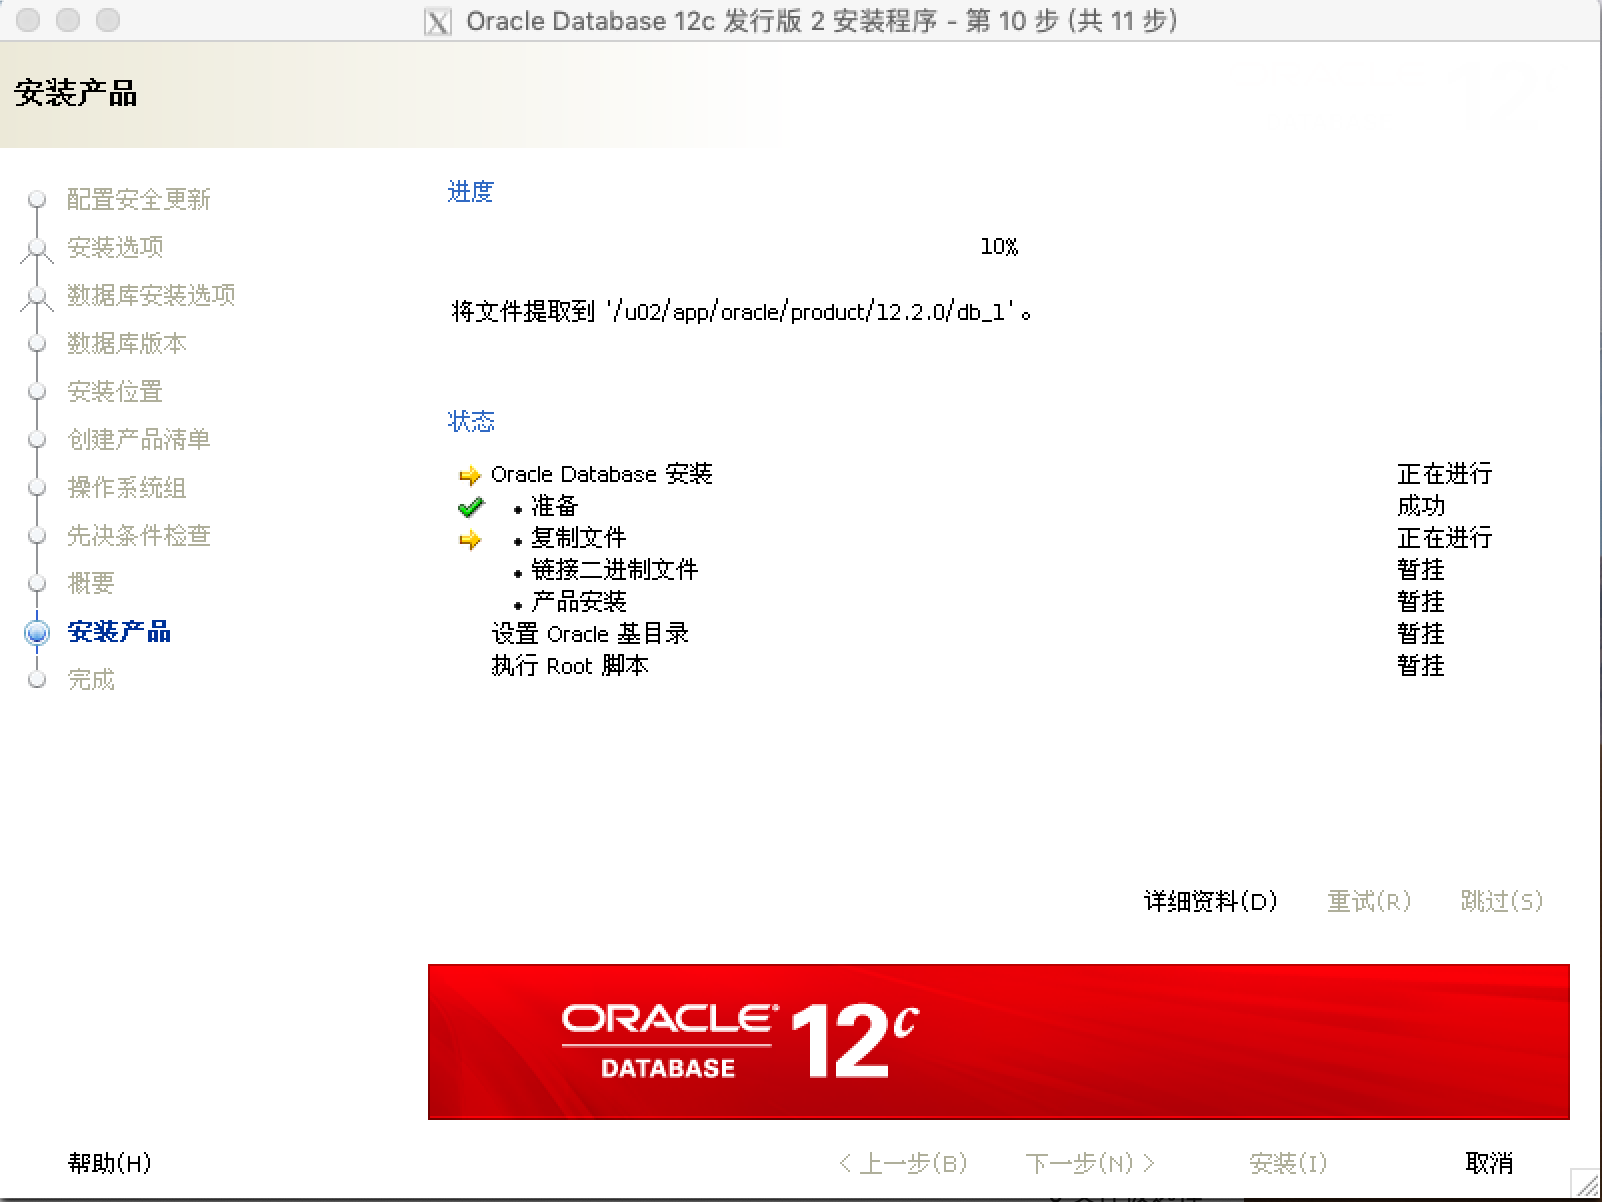 Oracle Database 12c 发行版 2 安装程序 - 第 10 步 (共 11 步)
安装产品
配置安全更新
安装选项
数据库安装选项
数据库版本
安装位置
创建产品清单
操作系统组
先决条件检查
概要
安装产品
完成
进度
10%
将文件提取到 '/u02/app/oracle/product/12.2.0/db_1'。
状态
Oracle Database 安装 正在进行
• 准备 成功
• 复制文件 正在进行
• 链接二进制文件 暂挂
• 产品安装 暂挂
设置 Oracle 基目录 暂挂
执行 Root 脚本 暂挂
详细资料(D) 重试(R) 跳过(S)
ORACLE DATABASE 12c
帮助(H) < 上一步(B) 下一步(N) > 安装(I) 取消